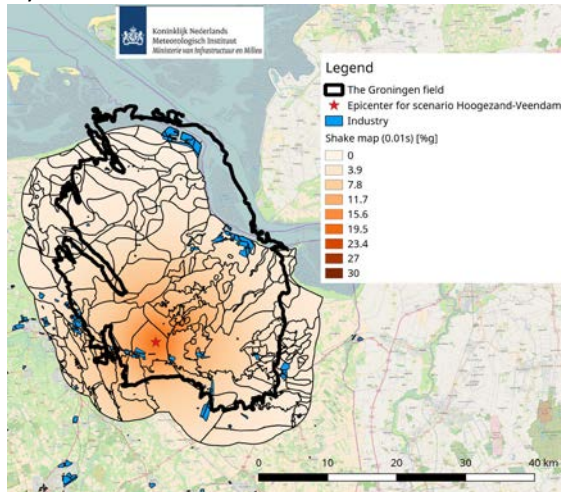 Koninklijk Nederlands
Meteorologisch Instituut
Ministerie van Infrastructuur en Milieu
Legend
The Groningen field
Epicenter for scenario Hoogezand-Veendam
Industry
Shake map (0.01s) [%g]
0
3.9
7.8
11.7
15.6
19.5
23.4
27
30
0 10 20 30 40 km